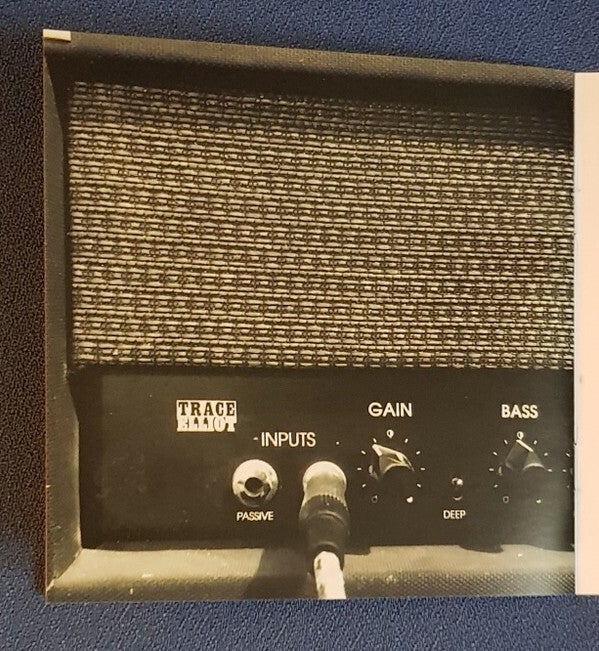 TRACE
ELLIOT
INPUTS
GAIN
BASS
PASSIVE
DEEP